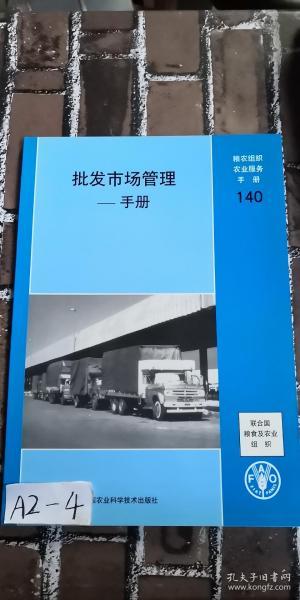 粮农组织
农业服务
手册
140
批发市场管理
— 手册
联合国
粮食及农业
组织
FAO
FIAT PANIS
A2-4
农业科学技术出版社
孔夫子旧书网